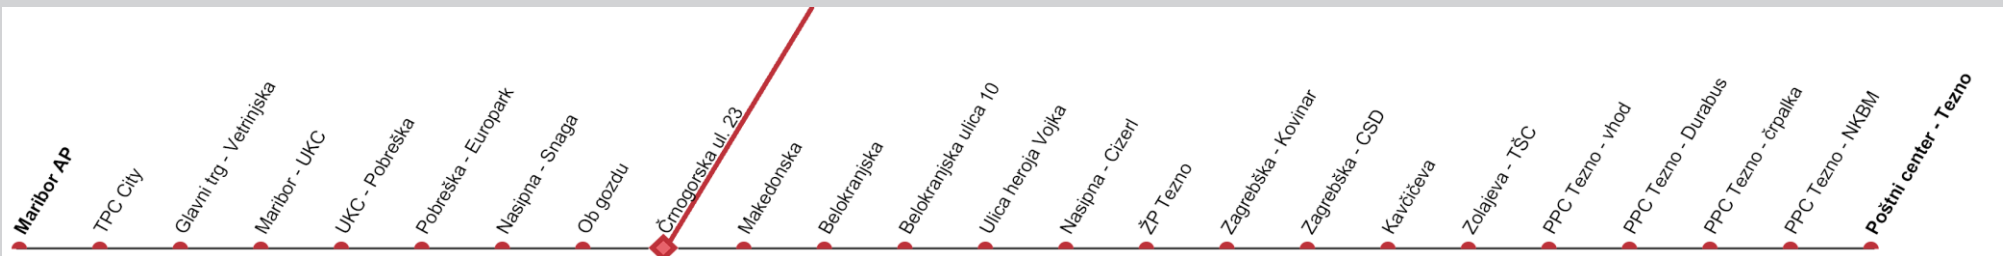 Maribor AP
TPC City
Glavni trg - Vetrinjska
Maribor - UKC
UKC - Pobreška
Pobreška - Europark
Nasipna - Snaga
Ob gozdu
Črnogorska ul. 23
Makedonska
Belokranjska
Belokranjska ulica 10
Ulica heroja Vojka
Nasipna - Cizerl
ŽP Tezno
Zagrebška - Kovinar
Zagrebška - CSD
Kavčičeva
Zolajeva - TŠC
PPC Tezno - vhod
PPC Tezno - Durabus
PPC Tezno - črpalka
PPC Tezno - NKBM
Poštni center - Tezno